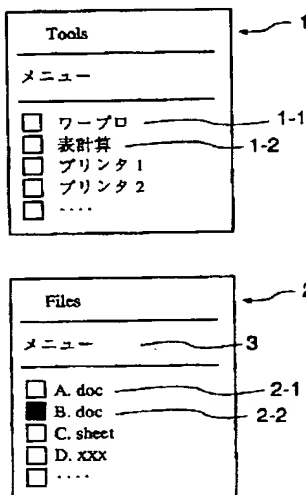 Tools
1
メニュー
ワープロ
1-1
表計算
1-2
プリンタ 1
プリンタ 2
....
Files
2
メニュー
3
A. doc
2-1
B. doc
2-2
C. sheet
D. xxx
....